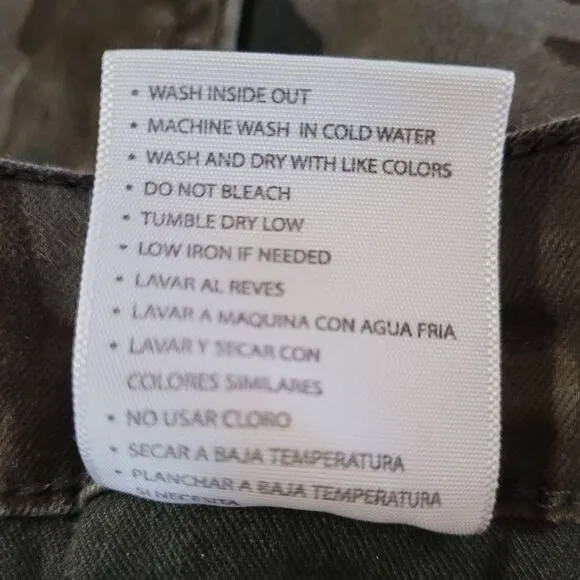 • WASH INSIDE OUT
• MACHINE WASH IN COLD WATER
• WASH AND DRY WITH LIKE COLORS
• DO NOT BLEACH
• TUMBLE DRY LOW
• LOW IRON IF NEEDED
• LAVAR AL REVES
• LAVAR A MAQUINA CON AGUA FRIA
• LAVAR Y SECAR CON
COLORES SIMILARES
• NO USAR CLORO
• SECAR A BAJA TEMPERATURA
• PLANCHAR A BAJA TEMPERATURA
SI NECESITA